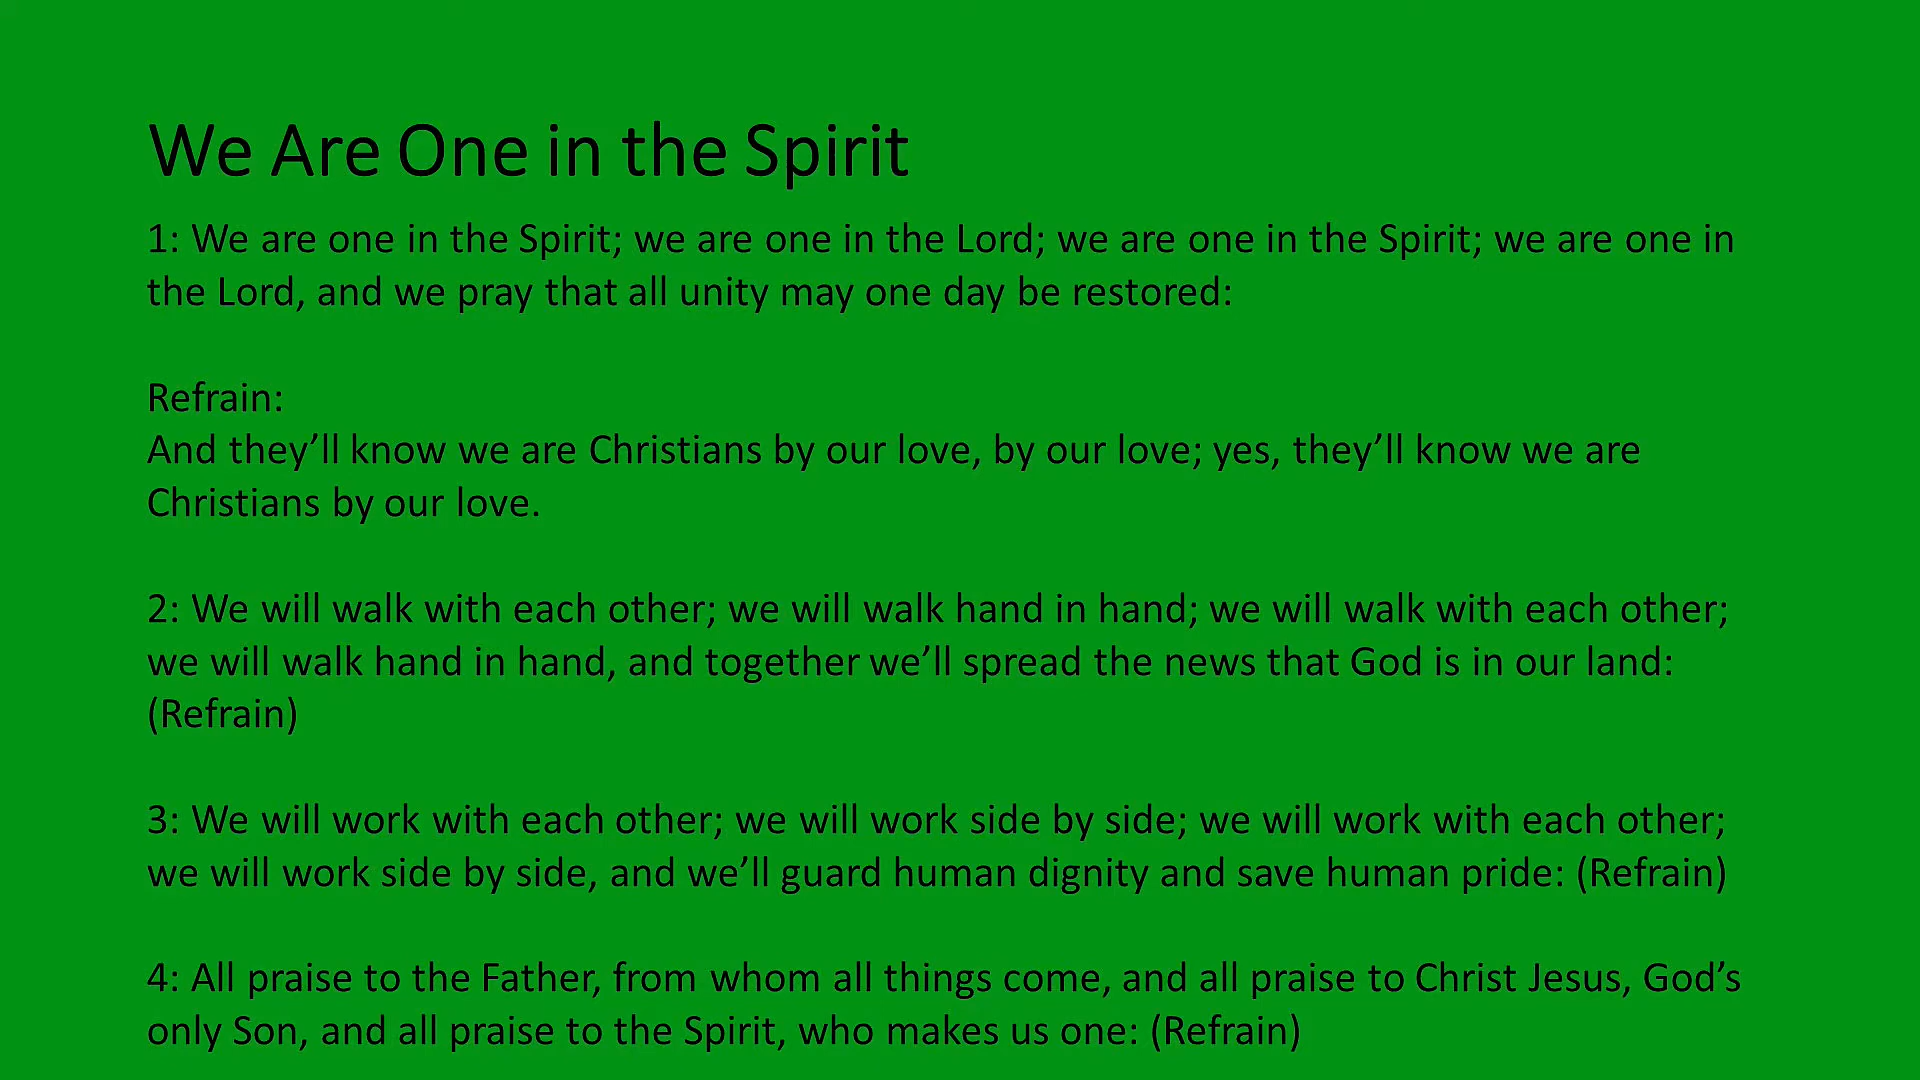 We Are One in the Spirit
1: We are one in the Spirit; we are one in the Lord; we are one in the Spirit; we are one in
the Lord, and we pray that all unity may one day be restored:
Refrain:
And they’ll know we are Christians by our love, by our love; yes, they’ll know we are
Christians by our love.
2: We will walk with each other; we will walk hand in hand; we will walk with each other;
we will walk hand in hand, and together we’ll spread the news that God is in our land:
(Refrain)
3: We will work with each other; we will work side by side; we will work with each other;
we will work side by side, and we’ll guard human dignity and save human pride: (Refrain)
4: All praise to the Father, from whom all things come, and all praise to Christ Jesus, God’s
only Son, and all praise to the Spirit, who makes us one: (Refrain)